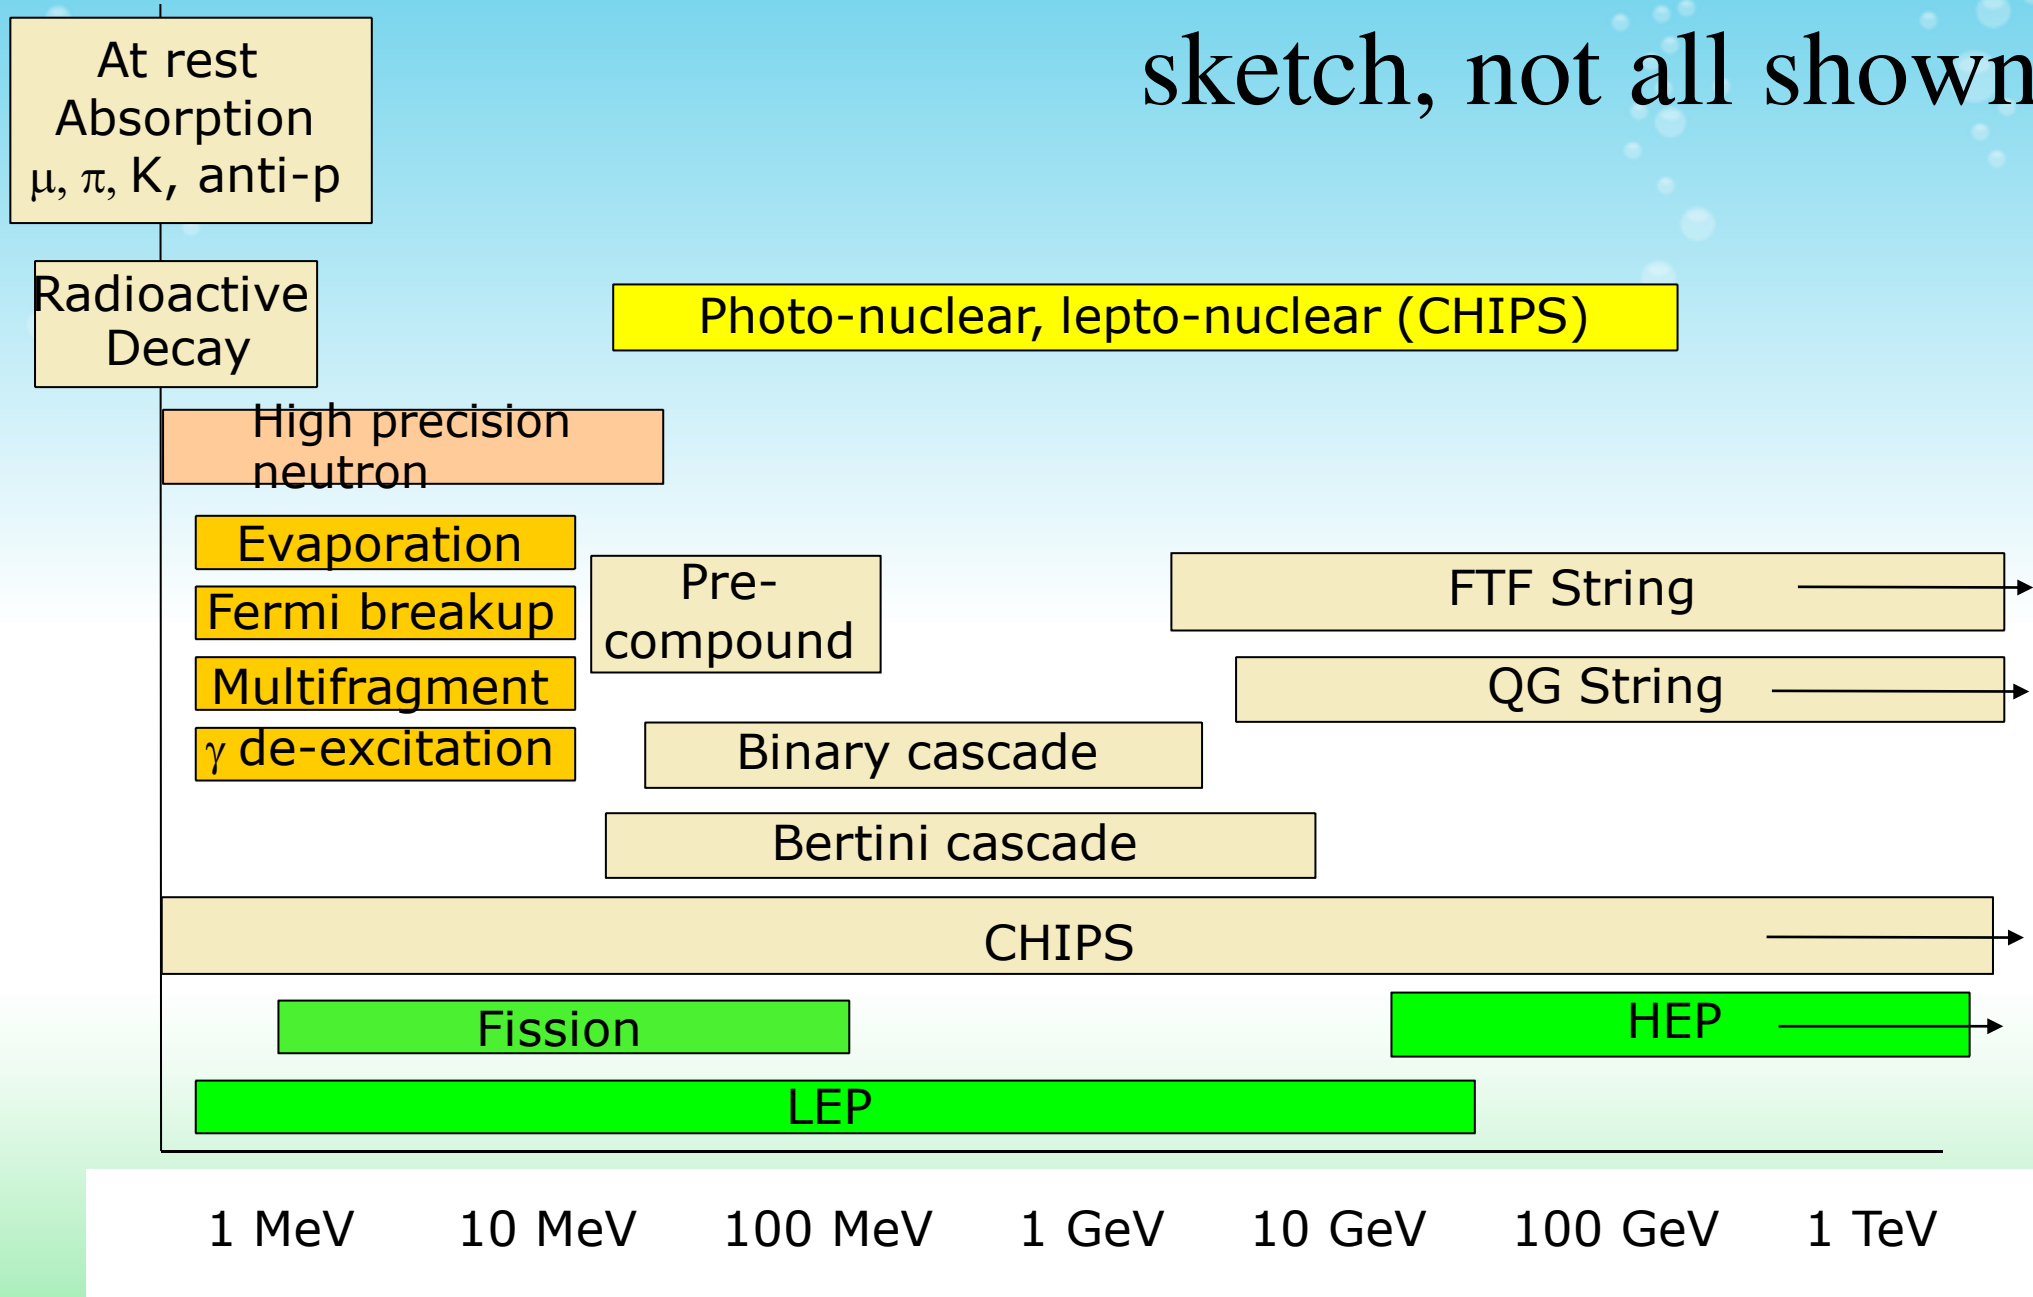 sketch, not all shown
At rest
Absorption
μ, π, K, anti-p
Radioactive
Decay
Photo-nuclear, lepto-nuclear (CHIPS)
High precision
neutron
Evaporation
Fermi breakup
Multifragment
γ de-excitation
Pre-
compound
FTF String
QG String
Binary cascade
Bertini cascade
CHIPS
Fission
HEP
LEP
1 MeV 10 MeV 100 MeV 1 GeV 10 GeV 100 GeV 1 TeV